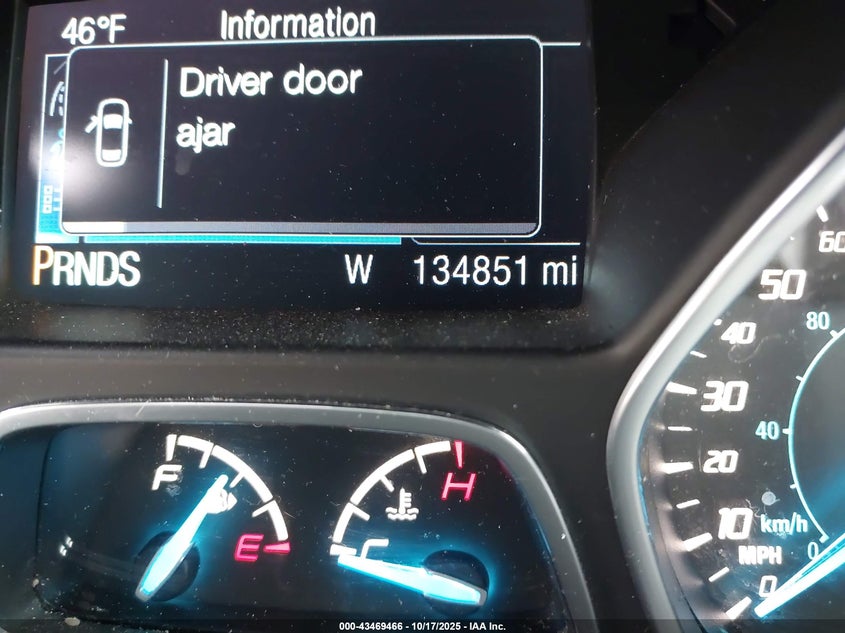 46°F Information
Driver door
ajar
PRNDS W 134851 mi
60
50
80
40
30
40
20
10 km/h
0
MPH
0
F
E
H
C
000-43469466 - 10/17/2025 - IAA Inc.